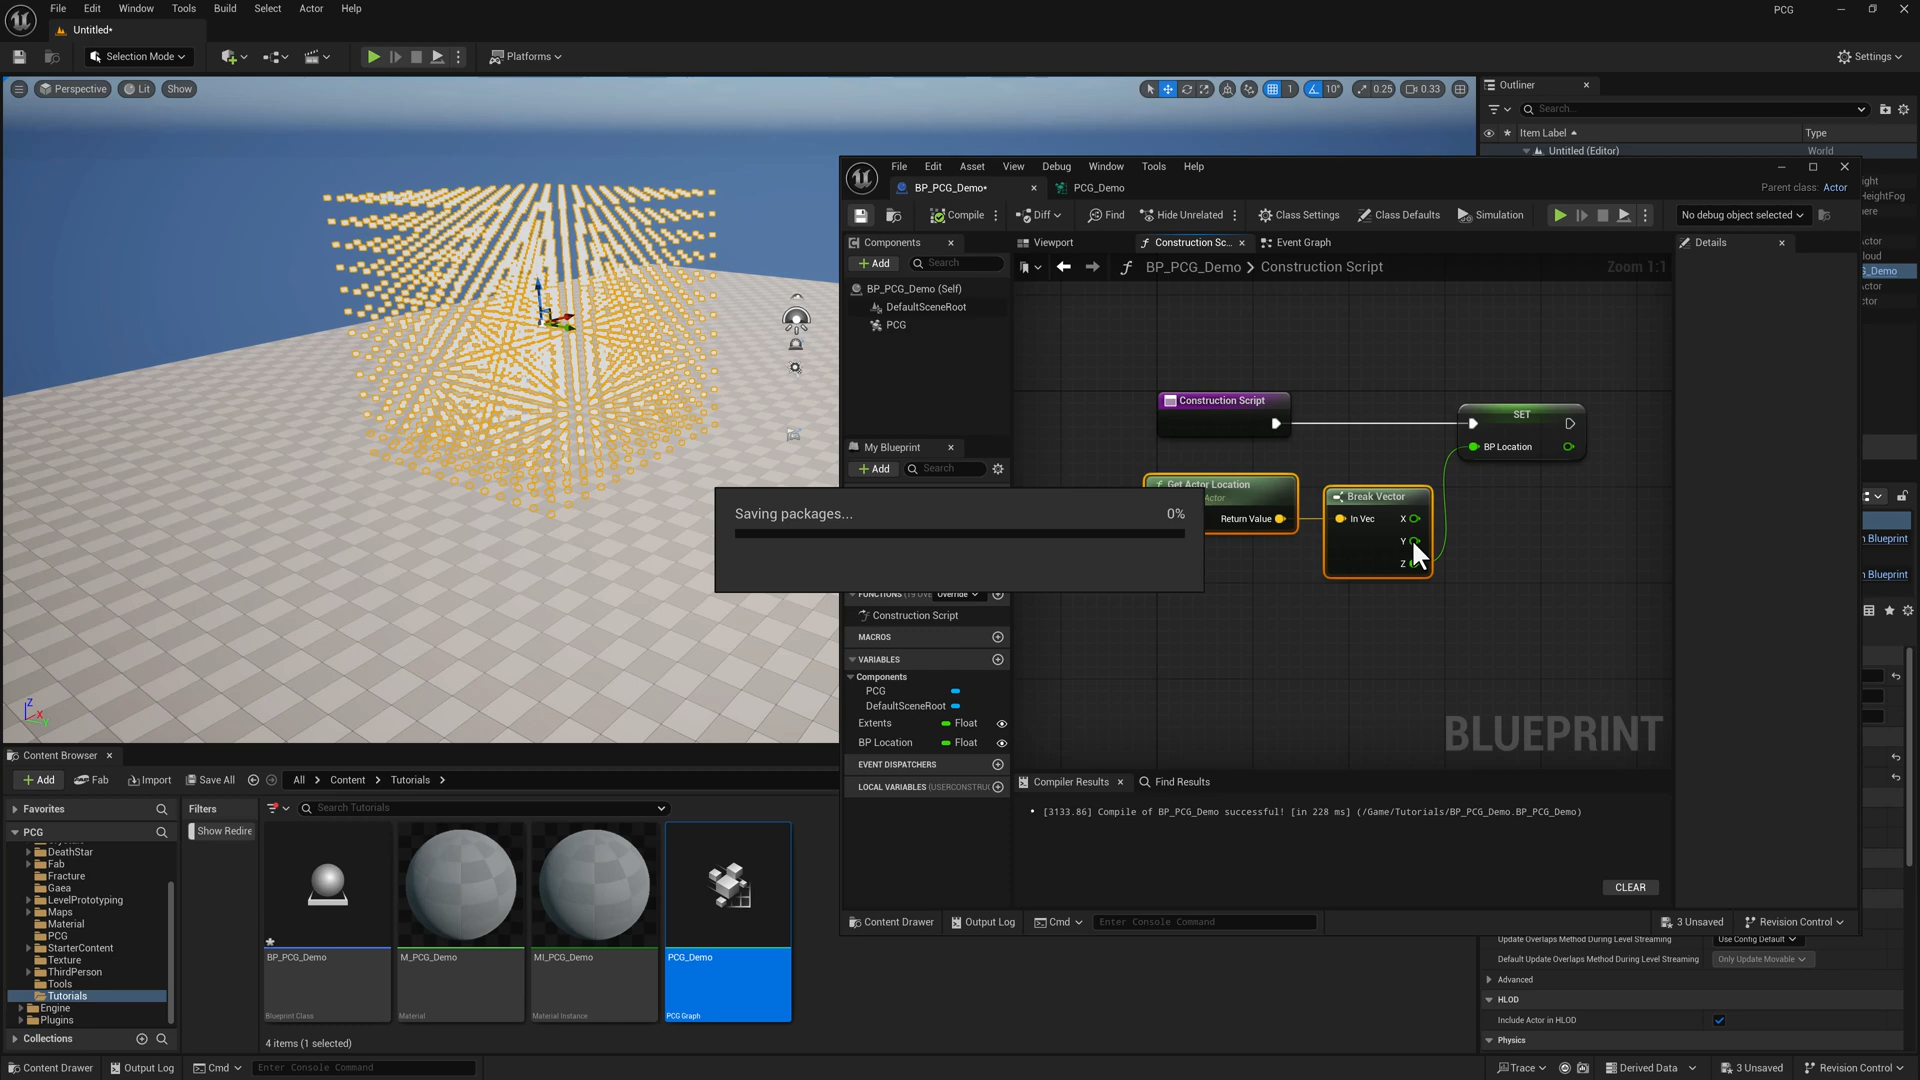 File Edit Window Tools Build Select Actor Help
PCG
Untitled*
Selection Mode
Platforms
Settings
Perspective
Lit
Show
1
10°
0.25
0.33
Outliner
Search...
Item Label
Type
Untitled (Editor)
World
File Edit Asset View Debug Window Tools Help
BP_PCG_Demo*
PCG_Demo
Parent class: Actor
Compile
Diff
Find
Hide Unrelated
Class Settings
Class Defaults
Simulation
No debug object selected
Components
Viewport
Construction Sc...
Event Graph
Details
Add
Search
BP_PCG_Demo > Construction Script
Zoom 1:1
BP_PCG_Demo (Self)
DefaultSceneRoot
PCG
Construction Script
SET
BP Location
My Blueprint
Add
Search
Get Actor Location
Actor
Return Value
Break Vector
In Vec
X
Y
Z
Saving packages...
0%
Construction Script
MACROS
VARIABLES
Components
PCG
DefaultSceneRoot
Extents
Float
BP Location
Float
EVENT DISPATCHERS
LOCAL VARIABLES
BLUEPRINT
Compiler Results
Find Results
[3133.86] Compile of BP_PCG_Demo successful! [in 228 ms] (/Game/Tutorials/BP_PCG_Demo.BP_PCG_Demo)
CLEAR
Content Drawer
Output Log
Cmd
Enter Console Command
3 Unsaved
Revision Control
n Blueprint
n Blueprint
Update Overlaps Method During Level Streaming
Use Config Default
Default Update Overlaps Method During Level Streaming
Only Update Movable
Advanced
HLOD
Include Actor in HLOD
Physics
Content Browser
Add
Fab
Import
Save All
All > Content > Tutorials >
Favorites
Filters
Search Tutorials
PCG
Show Redire
DeathStar
Fab
Fracture
Gaea
LevelPrototyping
Maps
Material
PCG
StarterContent
Texture
ThirdPerson
Tools
Tutorials
Engine
Plugins
Collections
BP_PCG_Demo
Blueprint Class
M_PCG_Demo
Material
MI_PCG_Demo
Material Instance
PCG_Demo
PCG Graph
4 items (1 selected)
Content Drawer
Output Log
Cmd
Enter Console Command
Trace
Derived Data
3 Unsaved
Revision Control
Z
X
Y